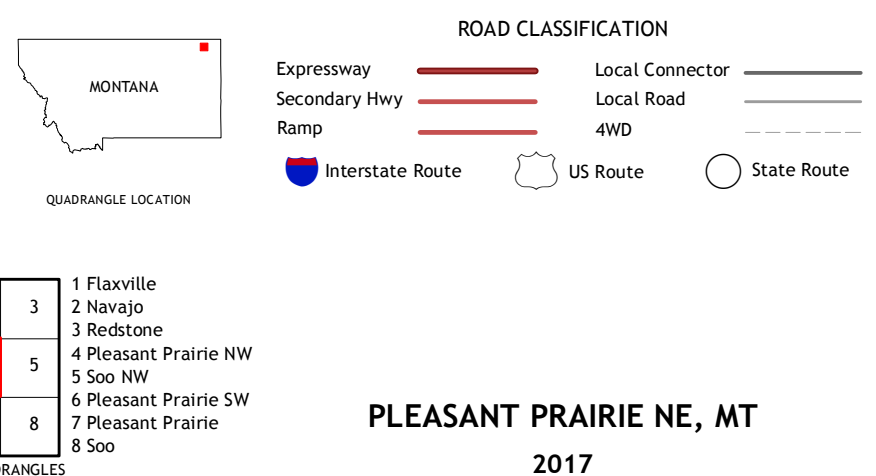 ROAD CLASSIFICATION
MONTANA
QUADRANGLE LOCATION
Expressway
Local Connector
Secondary Hwy
Local Road
Ramp
4WD
Interstate Route
US Route
State Route
3
5
8
1 Flaxville
2 Navajo
3 Redstone
4 Pleasant Prairie NW
5 Soo NW
6 Pleasant Prairie SW
7 Pleasant Prairie
8 Soo
PLEASANT PRAIRIE NE, MT
2017